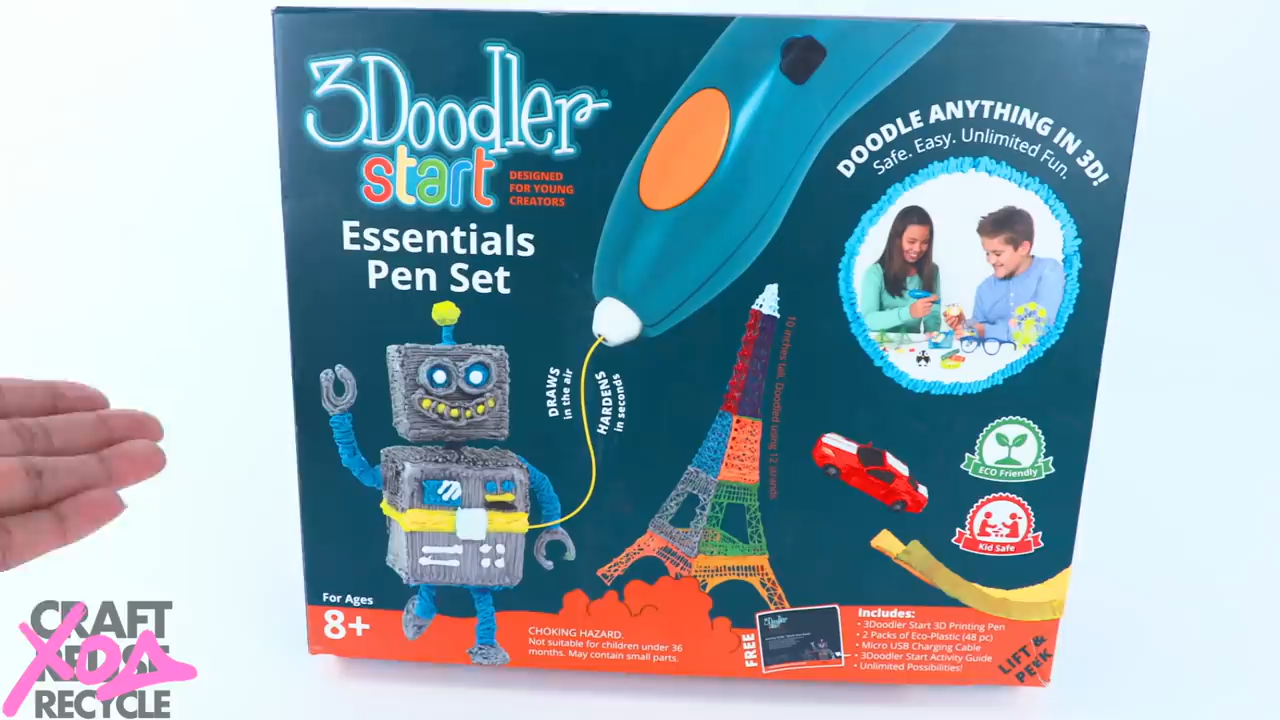 3Doodler
start
DESIGNED
FOR YOUNG
CREATORS
Essentials
Pen Set
DOODLE ANYTHING IN 3D!
Safe. Easy. Unlimited Fun.
DRAWS
in the air
HARDENS
in seconds
10 inches tall. Doodled using 12 strands
ECO Friendly
Kid Safe
For Ages
8+
CHOKING HAZARD.
Not suitable for children under 36
months. May contain small parts.
FREE
3Doodler
start
Includes:
• 3Doodler Start 3D Printing Pen
• 2 Packs of Eco-Plastic (48 pc)
• Micro USB Charging Cable
• 3Doodler Start Activity Guide
• Unlimited Possibilities!
LIFT &
PEEK
CRAFT
RECYCLE